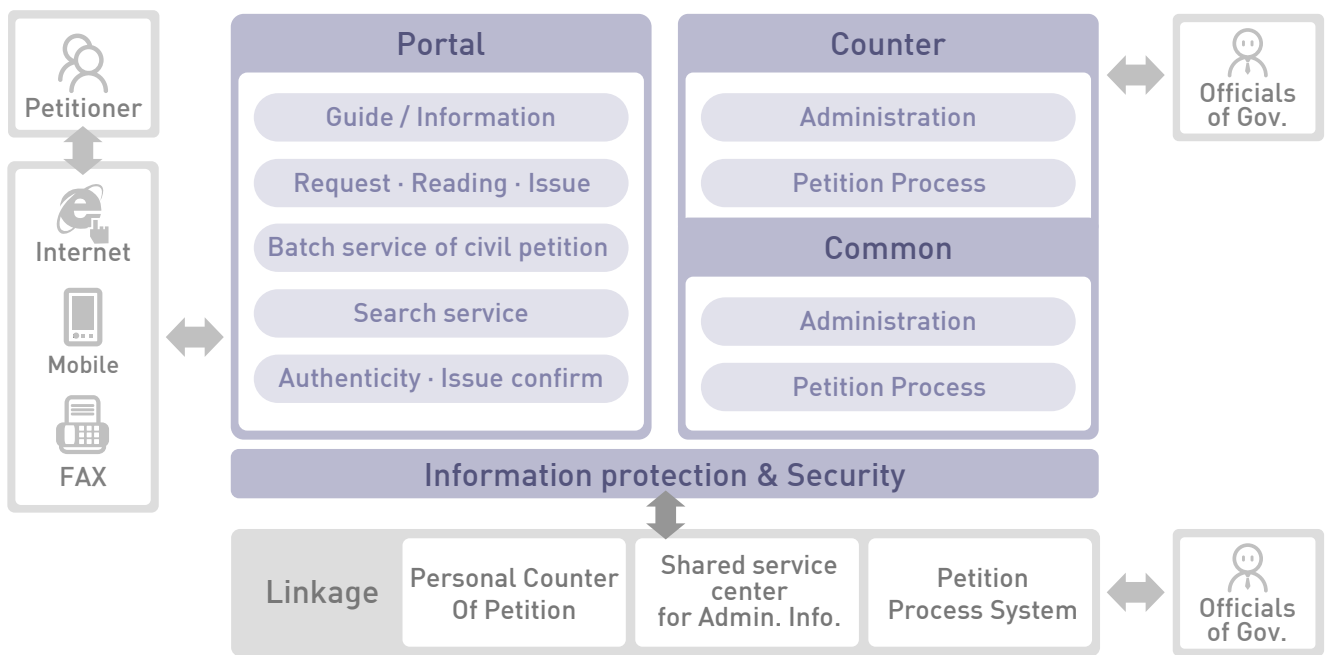 Petitioner
Internet
Mobile
FAX
Portal
Guide / Information
Request · Reading · Issue
Batch service of civil petition
Search service
Authenticity · Issue confirm
Counter
Administration
Petition Process
Common
Administration
Petition Process
Officials
of Gov.
Information protection & Security
Linkage
Personal Counter
Of Petition
Shared service
center
for Admin. Info.
Petition
Process System
Officials
of Gov.